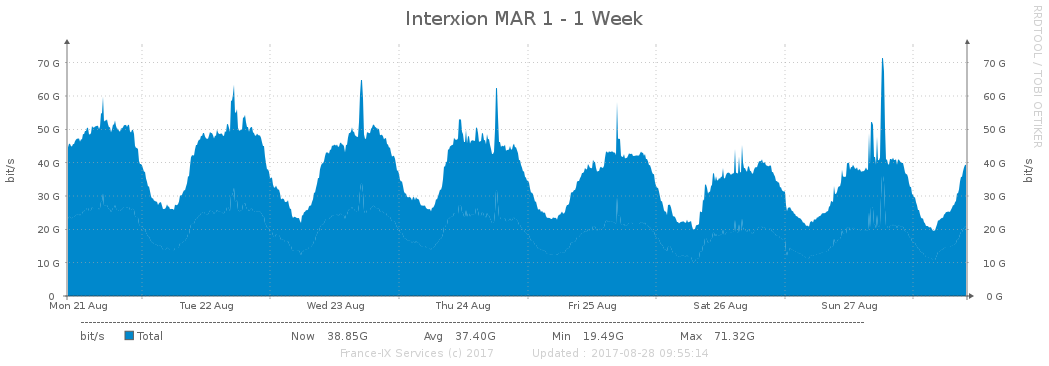 Interxion MAR 1 - 1 Week
RRDTOOL / TOBI OETIKER
bit/s
70 G 70 G
60 G 60 G
50 G 50 G
40 G 40 G
30 G 30 G
20 G 20 G
10 G 10 G
0 0 G
bit/s
Mon 21 Aug Tue 22 Aug Wed 23 Aug Thu 24 Aug Fri 25 Aug Sat 26 Aug Sun 27 Aug
bit/s Total Now 38.85G Avg 37.40G Min 19.49G Max 71.32G
France-IX Services (c) 2017 Updated : 2017-08-28 09:55:14